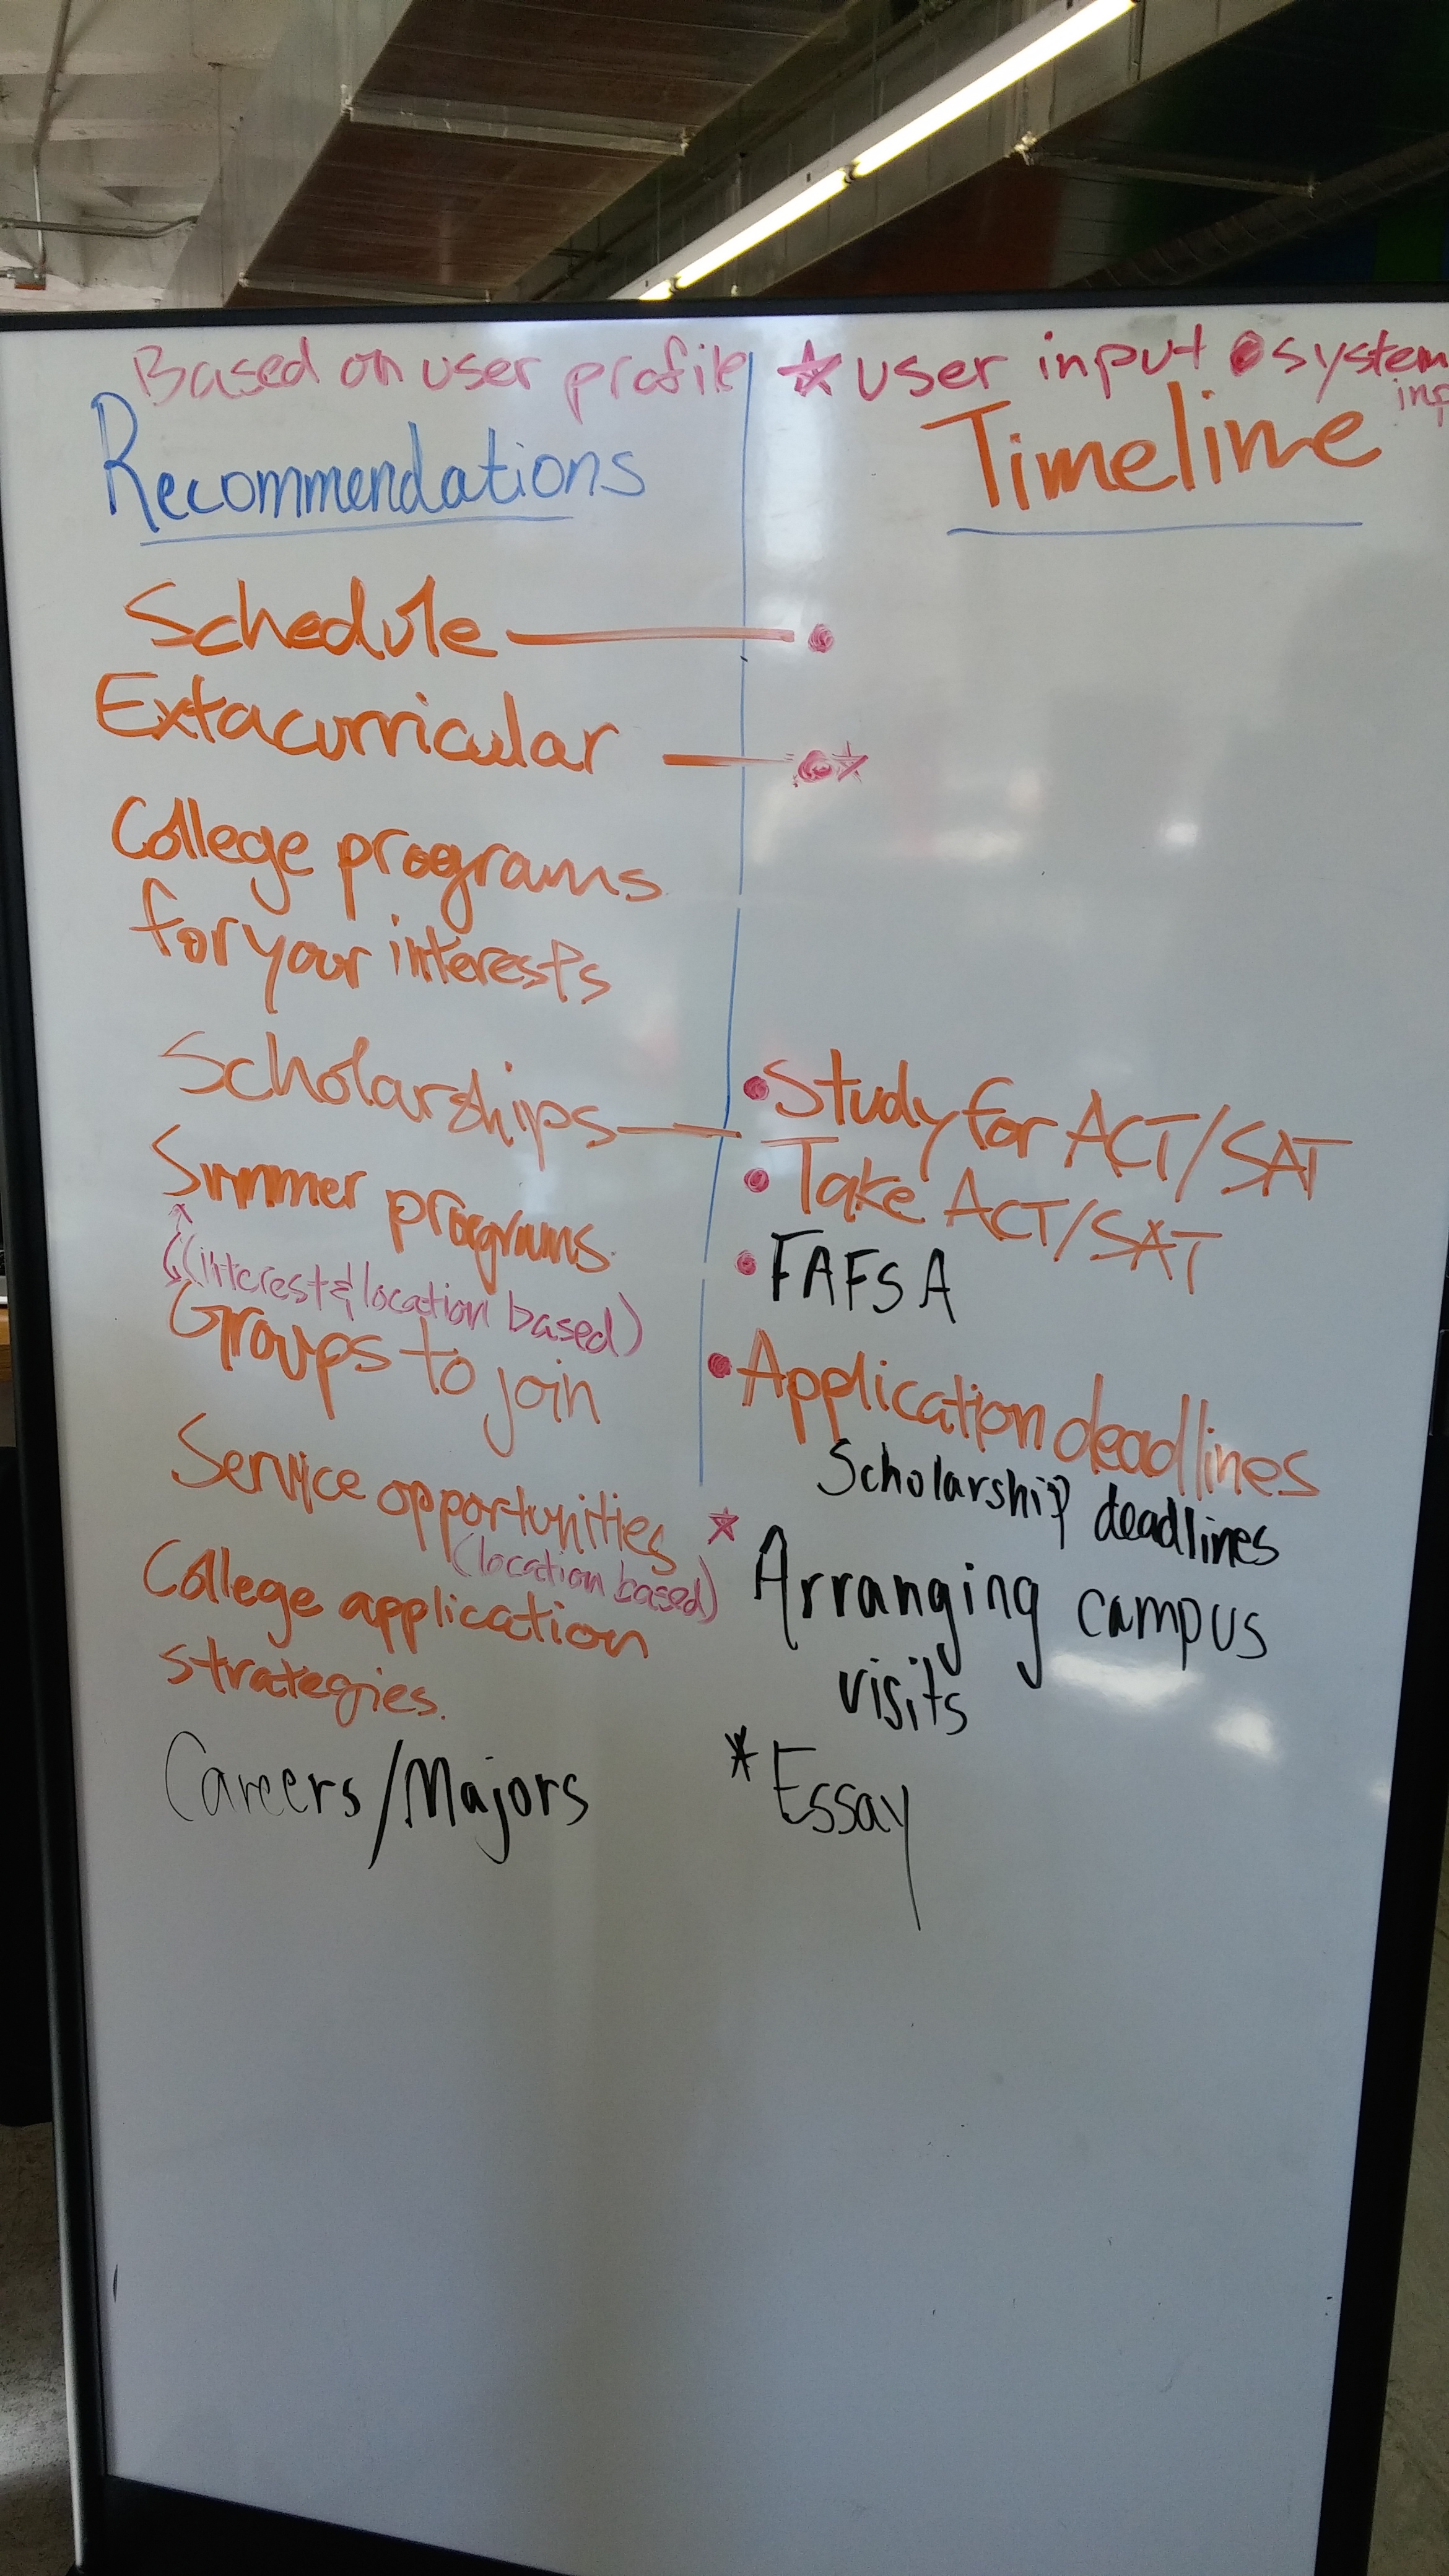 Based on user profile
☆ user input ● system
inp
Recommendations
Timeline
Schedule
Extacurricular
College programs
for your interests
Scholarships
Summer programs
(interest & location based)
Groups to join
Service opportunities
(location based)
College application
strategies.
Careers/Majors
● Study for ACT/SAT
● Take ACT/SAT
● FAFSA
● Application deadlines
Scholarship deadlines
☆ Arranging campus
visits
* Essay